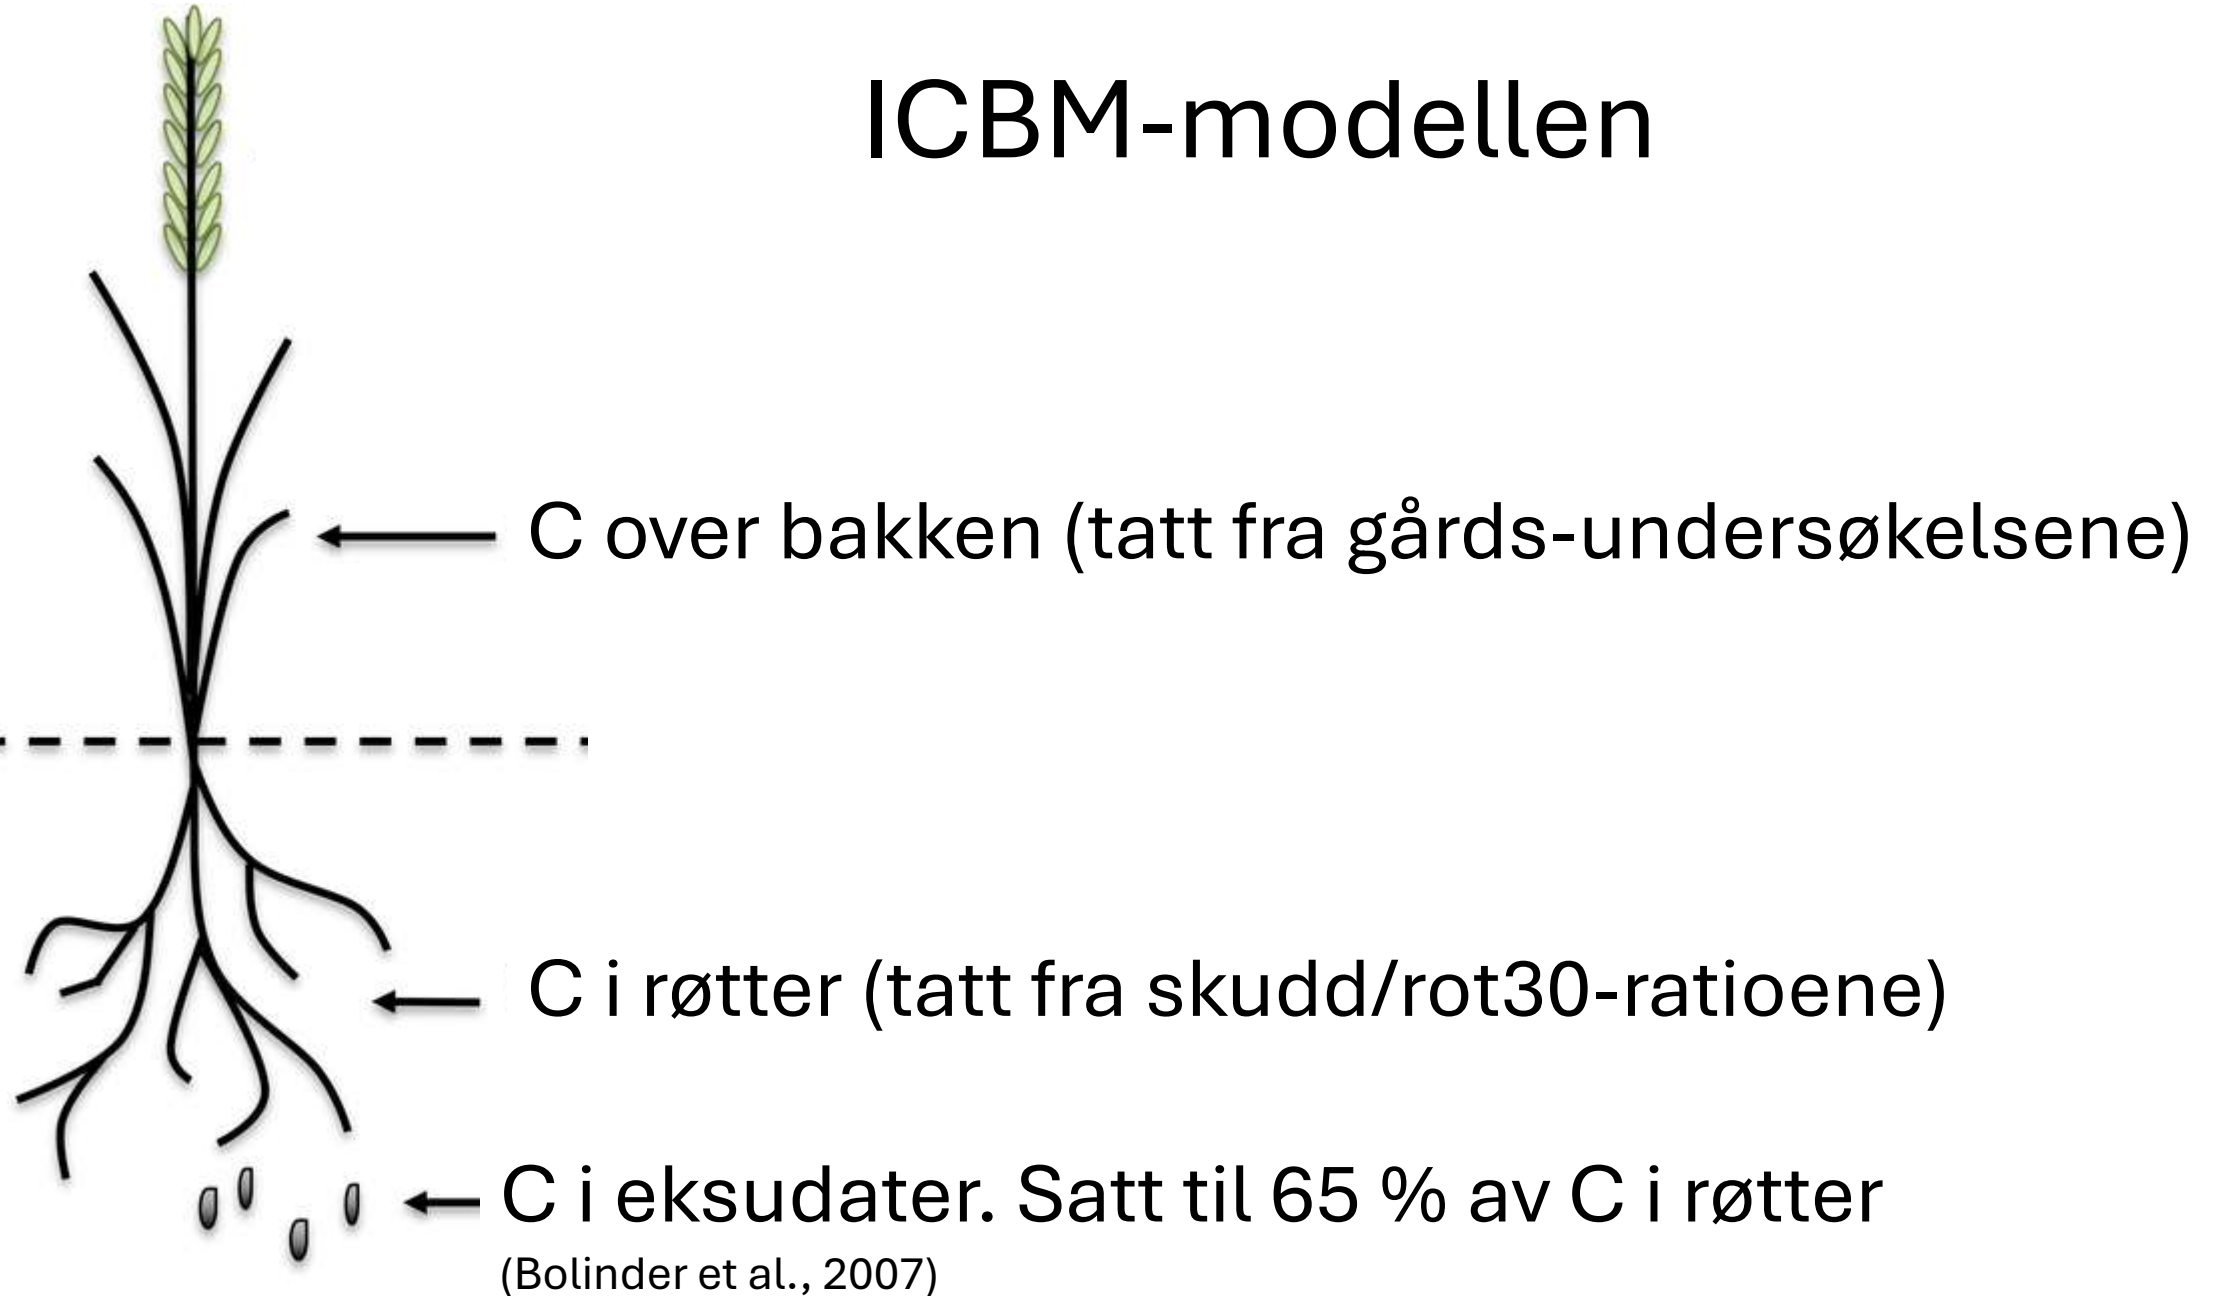 ICBM-modellen
C over bakken (tatt fra gårds-undersøkelsene)
C i røtter (tatt fra skudd/rot30-ratioene)
C i eksudater. Satt til 65 % av C i røtter
(Bolinder et al., 2007)